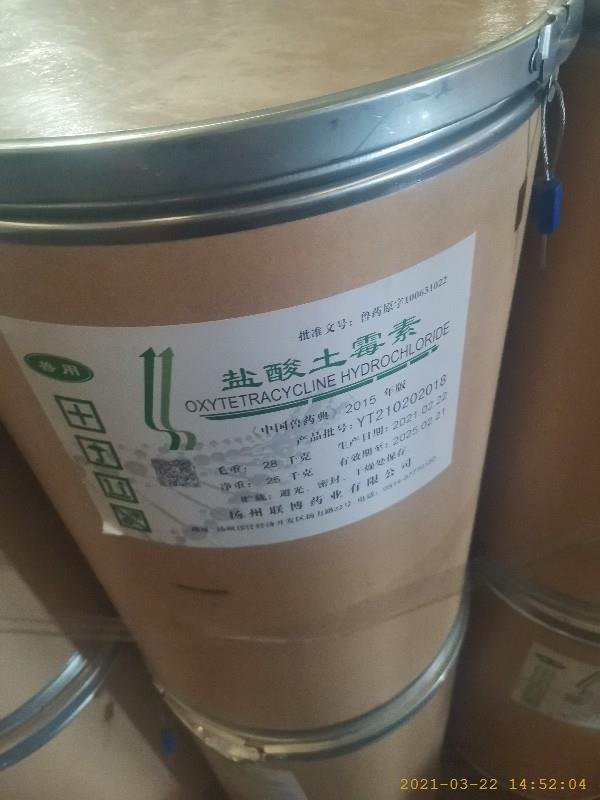 批准文号：兽药原字100631022
兽用
盐酸土霉素
OXYTETRACYCLINE HYDROCHLORIDE
《中国兽药典》2015 年版
产品批号：YT210202018
毛重： 28 千克 生产日期：2021.02.22
净重： 25 千克 有效期至：2025.02.21
贮藏：避光、密封、干燥处保存。
扬州联博药业有限公司
2021-03-22 14:52:04